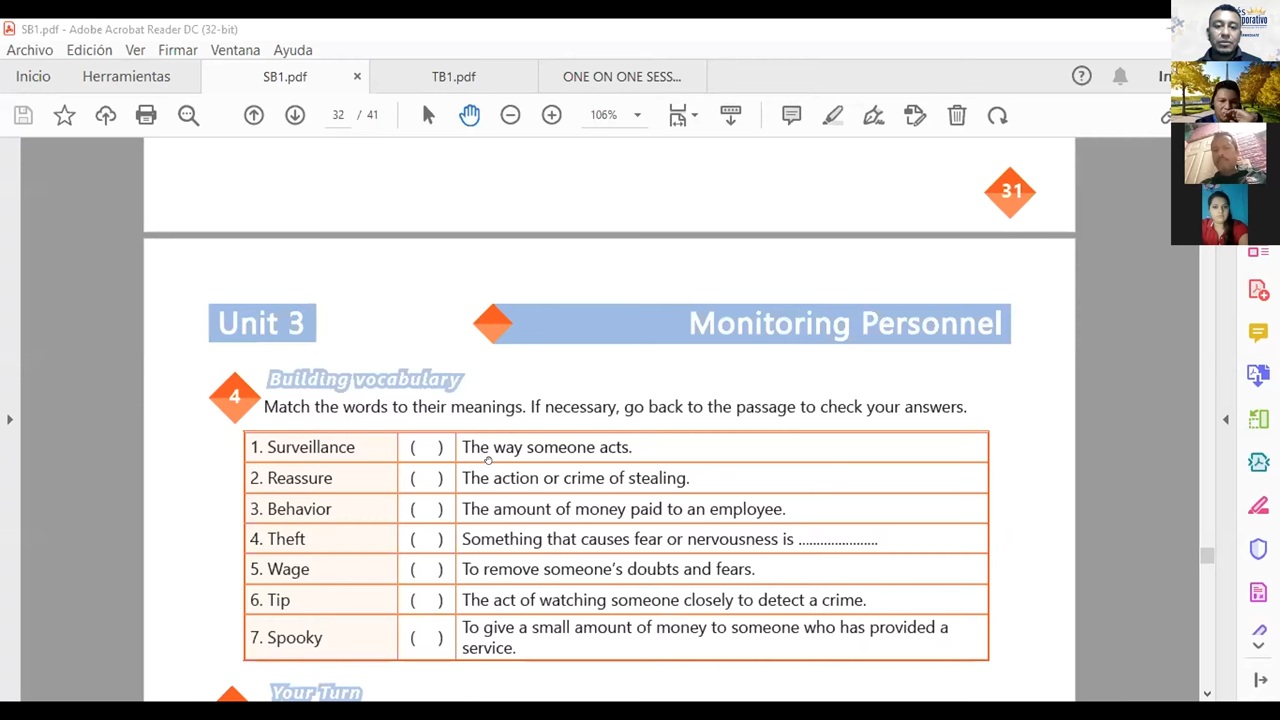 SB1.pdf - Adobe Acrobat Reader DC (32-bit)
Archivo Edición Ver Firmar Ventana Ayuda
Inicio Herramientas SB1.pdf × TB1.pdf ONE ON ONE SESS... In
32 / 41 106%
31
Unit 3 Monitoring Personnel
4 Building vocabulary
Match the words to their meanings. If necessary, go back to the passage to check your answers.
1. Surveillance ( ) The way someone acts.
2. Reassure ( ) The action or crime of stealing.
3. Behavior ( ) The amount of money paid to an employee.
4. Theft ( ) Something that causes fear or nervousness is ......................
5. Wage ( ) To remove someone's doubts and fears.
6. Tip ( ) The act of watching someone closely to detect a crime.
7. Spooky ( ) To give a small amount of money to someone who has provided a
service.
Your Turn